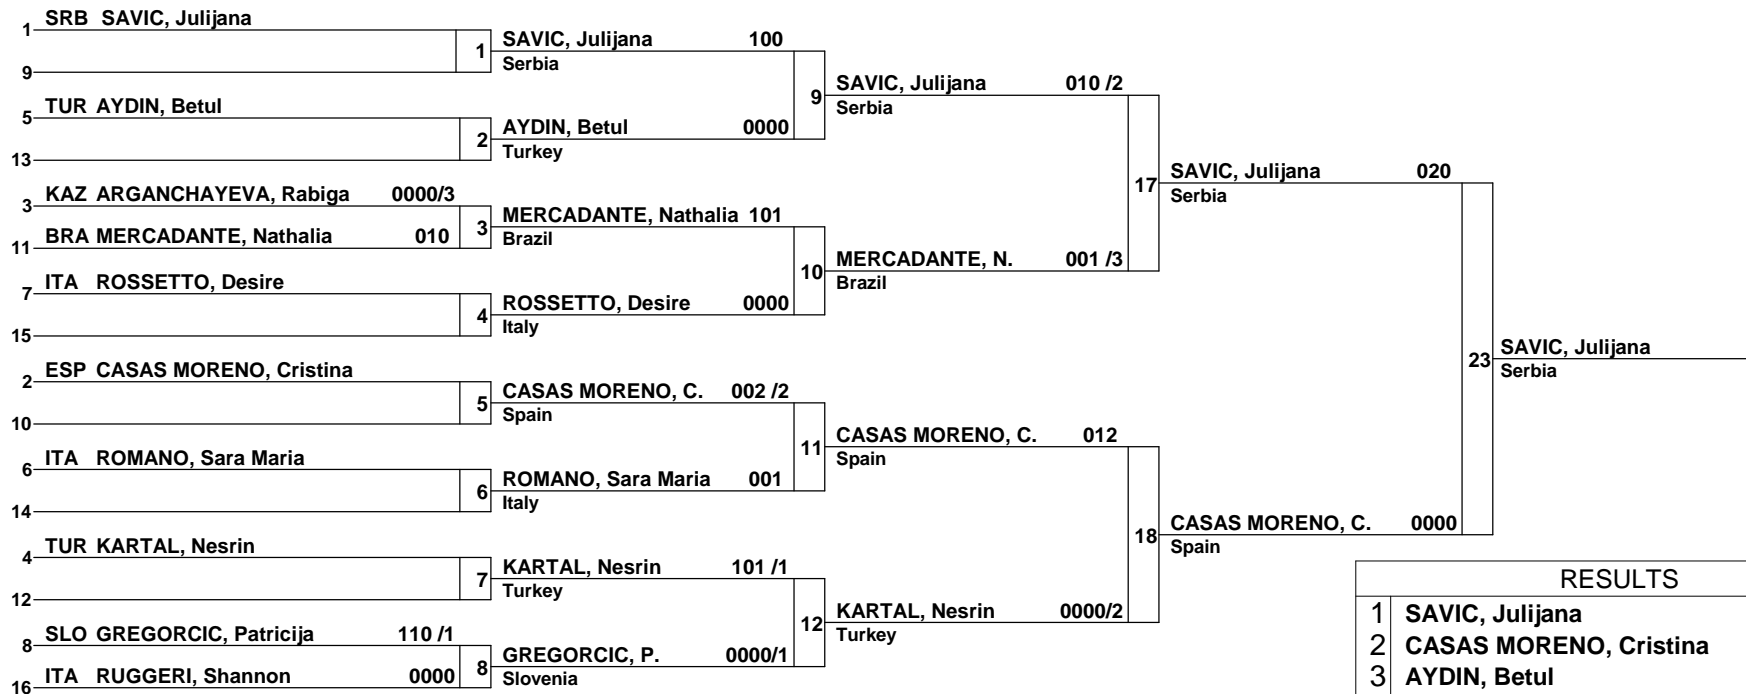 1 SRB SAVIC, Julijana
9
1 SAVIC, Julijana 100
Serbia
5 TUR AYDIN, Betul
13
2 AYDIN, Betul 0000
Turkey
3 KAZ ARGANCHAYEVA, Rabiga 0000/3
11 BRA MERCADANTE, Nathalia 010
3 MERCADANTE, Nathalia 101
Brazil
7 ITA ROSSETTO, Desire
15
4 ROSSETTO, Desire 0000
Italy
2 ESP CASAS MORENO, Cristina
10
5 CASAS MORENO, C. 002 /2
Spain
6 ITA ROMANO, Sara Maria
14
6 ROMANO, Sara Maria 001
Italy
4 TUR KARTAL, Nesrin
12
7 KARTAL, Nesrin 101 /1
Turkey
8 SLO GREGORCIC, Patricija 110 /1
16 ITA RUGGERI, Shannon 0000
8 GREGORCIC, P. 0000/1
Slovenia
9 SAVIC, Julijana 010 /2
Serbia
10 MERCADANTE, N. 001 /3
Brazil
11 CASAS MORENO, C. 012
Spain
12 KARTAL, Nesrin 0000/2
Turkey
17 SAVIC, Julijana 020
Serbia
18 CASAS MORENO, C. 0000
Spain
23 SAVIC, Julijana
Serbia
RESULTS
1 SAVIC, Julijana
2 CASAS MORENO, Cristina
3 AYDIN, Betul